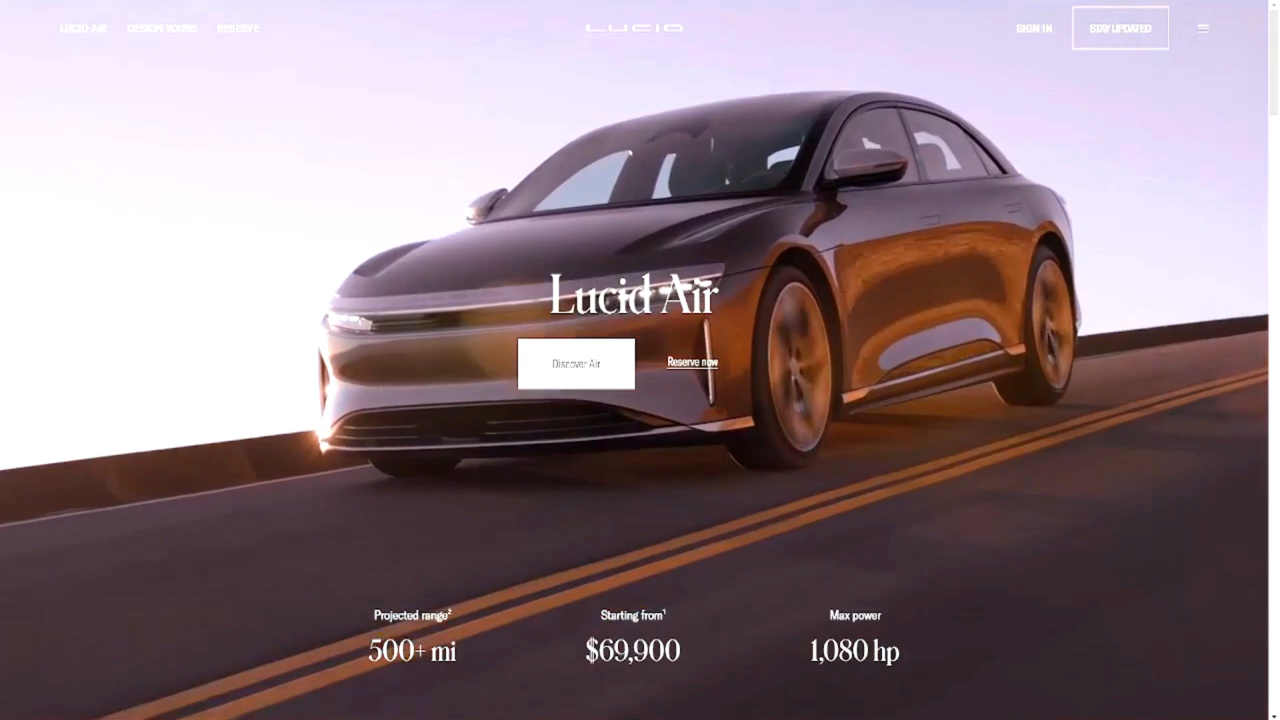 LUCID AIR DESIGN YOURS RESERVE LUCID SIGN IN STAY UPDATED
Lucid Air
Discover Air Reserve now
Projected range² Starting from¹ Max power
500+ mi $69,900 1,080 hp